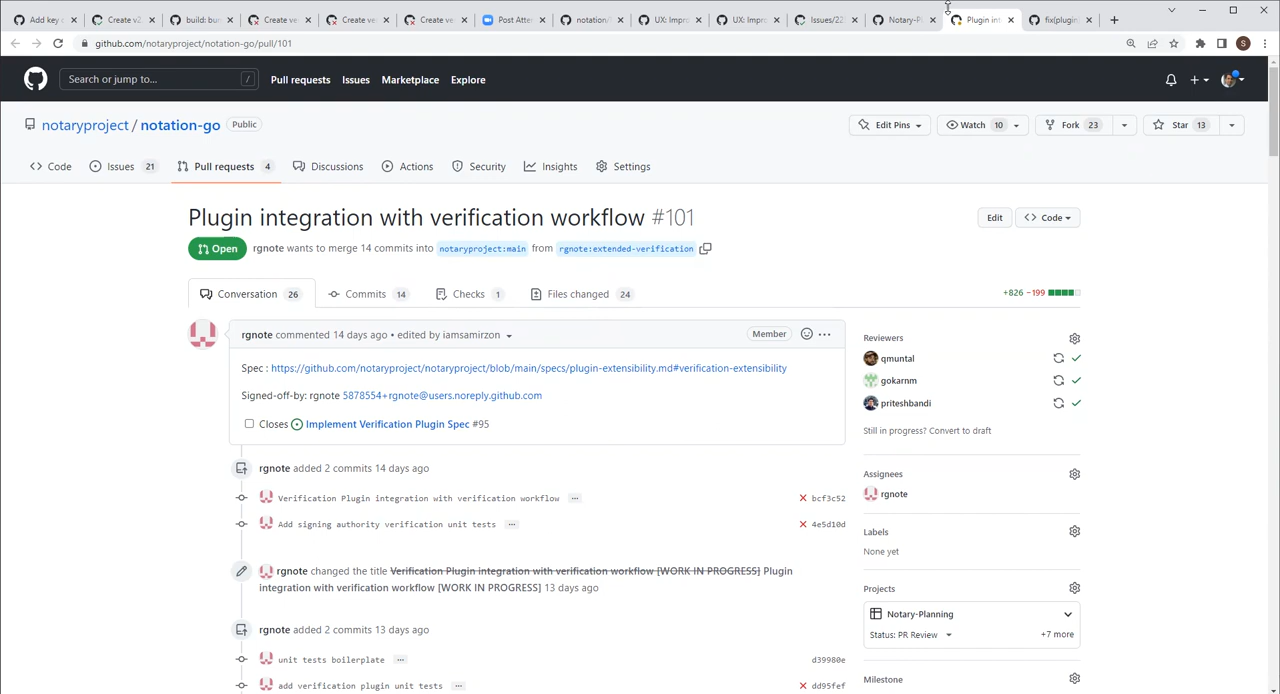 Add key c
Create v2
build: bu
Create ve
Create ve
Create ve
Post Atte
notation/
UX: Impro
UX: Impro
Issues/22
Notary-P
Plugin int
fix(plugin
github.com/notaryproject/notation-go/pull/101
S
Search or jump to... /
Pull requests Issues Marketplace Explore
notaryproject / notation-go Public
Edit Pins Watch 10 Fork 23 Star 13
Code Issues 21 Pull requests 4 Discussions Actions Security Insights Settings
Plugin integration with verification workflow #101
Edit Code
Open rgnote wants to merge 14 commits into notaryproject:main from rgnote:extended-verification
Conversation 26 Commits 14 Checks 1 Files changed 24
+826 −199
rgnote commented 14 days ago • edited by iamsamirzon Member
Spec : https://github.com/notaryproject/notaryproject/blob/main/specs/plugin-extensibility.md#verification-extensibility
Signed-off-by: rgnote 5878554+rgnote@users.noreply.github.com
Closes Implement Verification Plugin Spec #95
rgnote added 2 commits 14 days ago
Verification Plugin integration with verification workflow ... bcf3c52
Add signing authority verification unit tests ... 4e5d10d
rgnote changed the title Verification Plugin integration with verification workflow [WORK IN PROGRESS] Plugin
integration with verification workflow [WORK IN PROGRESS] 13 days ago
rgnote added 2 commits 13 days ago
unit tests boilerplate ... d39980e
add verification plugin unit tests ... dd95fef
Reviewers
qmuntal
gokarnm
priteshbandi
Still in progress? Convert to draft
Assignees
rgnote
Labels
None yet
Projects
Notary-Planning
Status: PR Review +7 more
Milestone